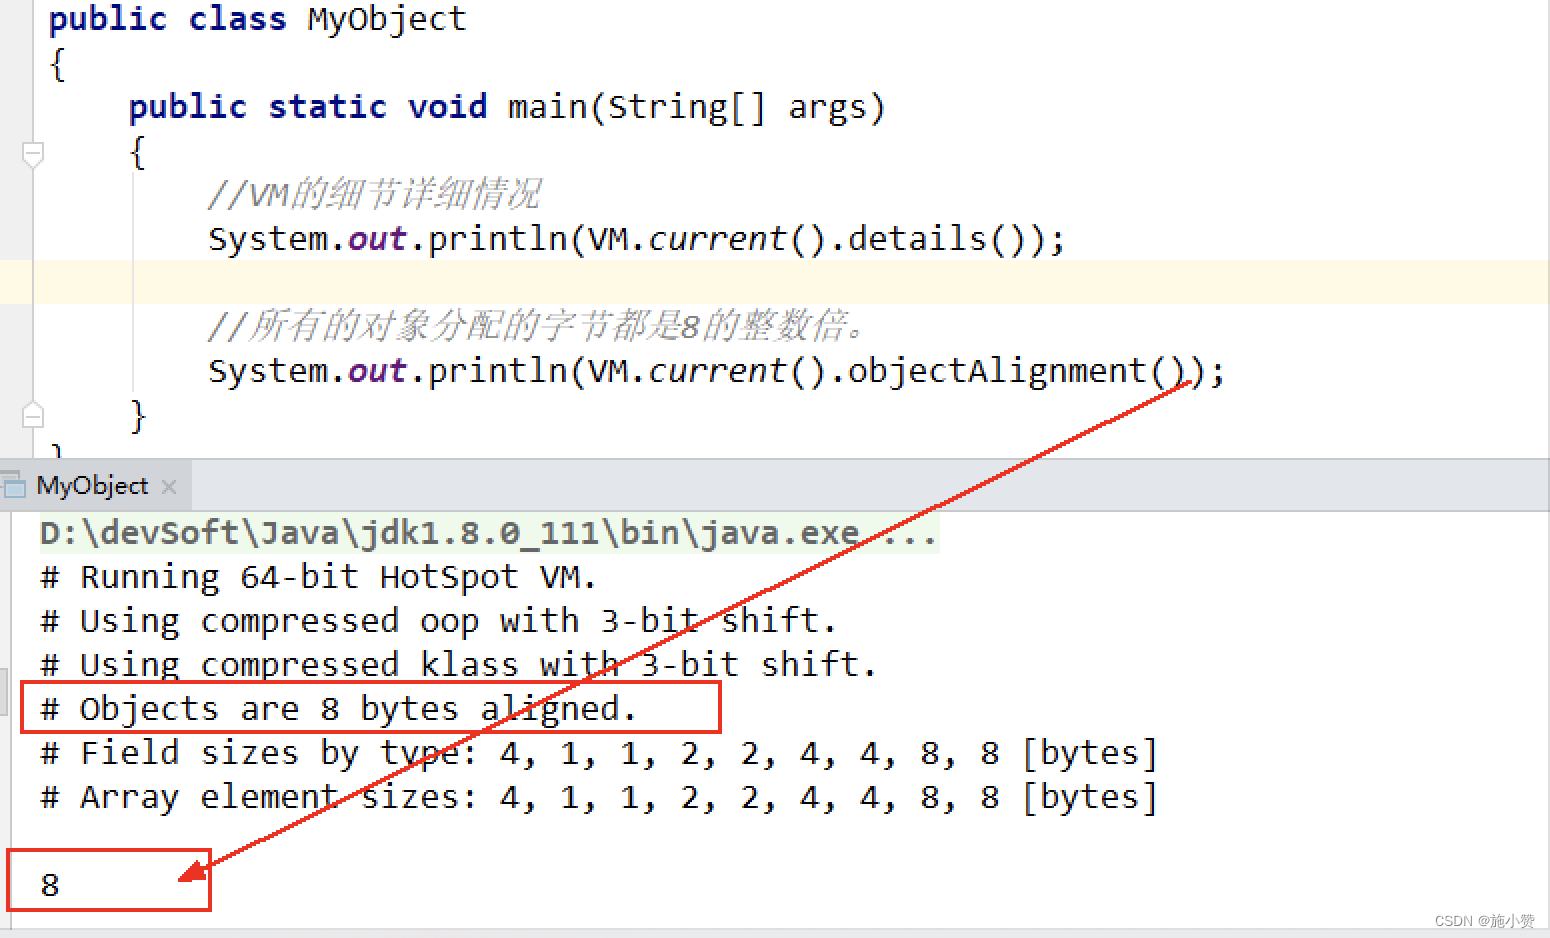 public class MyObject
{
public static void main(String[] args)
{
//VM的细节详细情况
System.out.println(VM.current().details());
//所有的对象分配的字节都是8的整数倍。
System.out.println(VM.current().objectAlignment());
}
}
MyObject
D:\devSoft\Java\jdk1.8.0_111\bin\java.exe ...
# Running 64-bit HotSpot VM.
# Using compressed oop with 3-bit shift.
# Using compressed klass with 3-bit shift.
# Objects are 8 bytes aligned.
# Field sizes by type: 4, 1, 1, 2, 2, 4, 4, 8, 8 [bytes]
# Array element sizes: 4, 1, 1, 2, 2, 4, 4, 8, 8 [bytes]
8
CSDN @施小赞